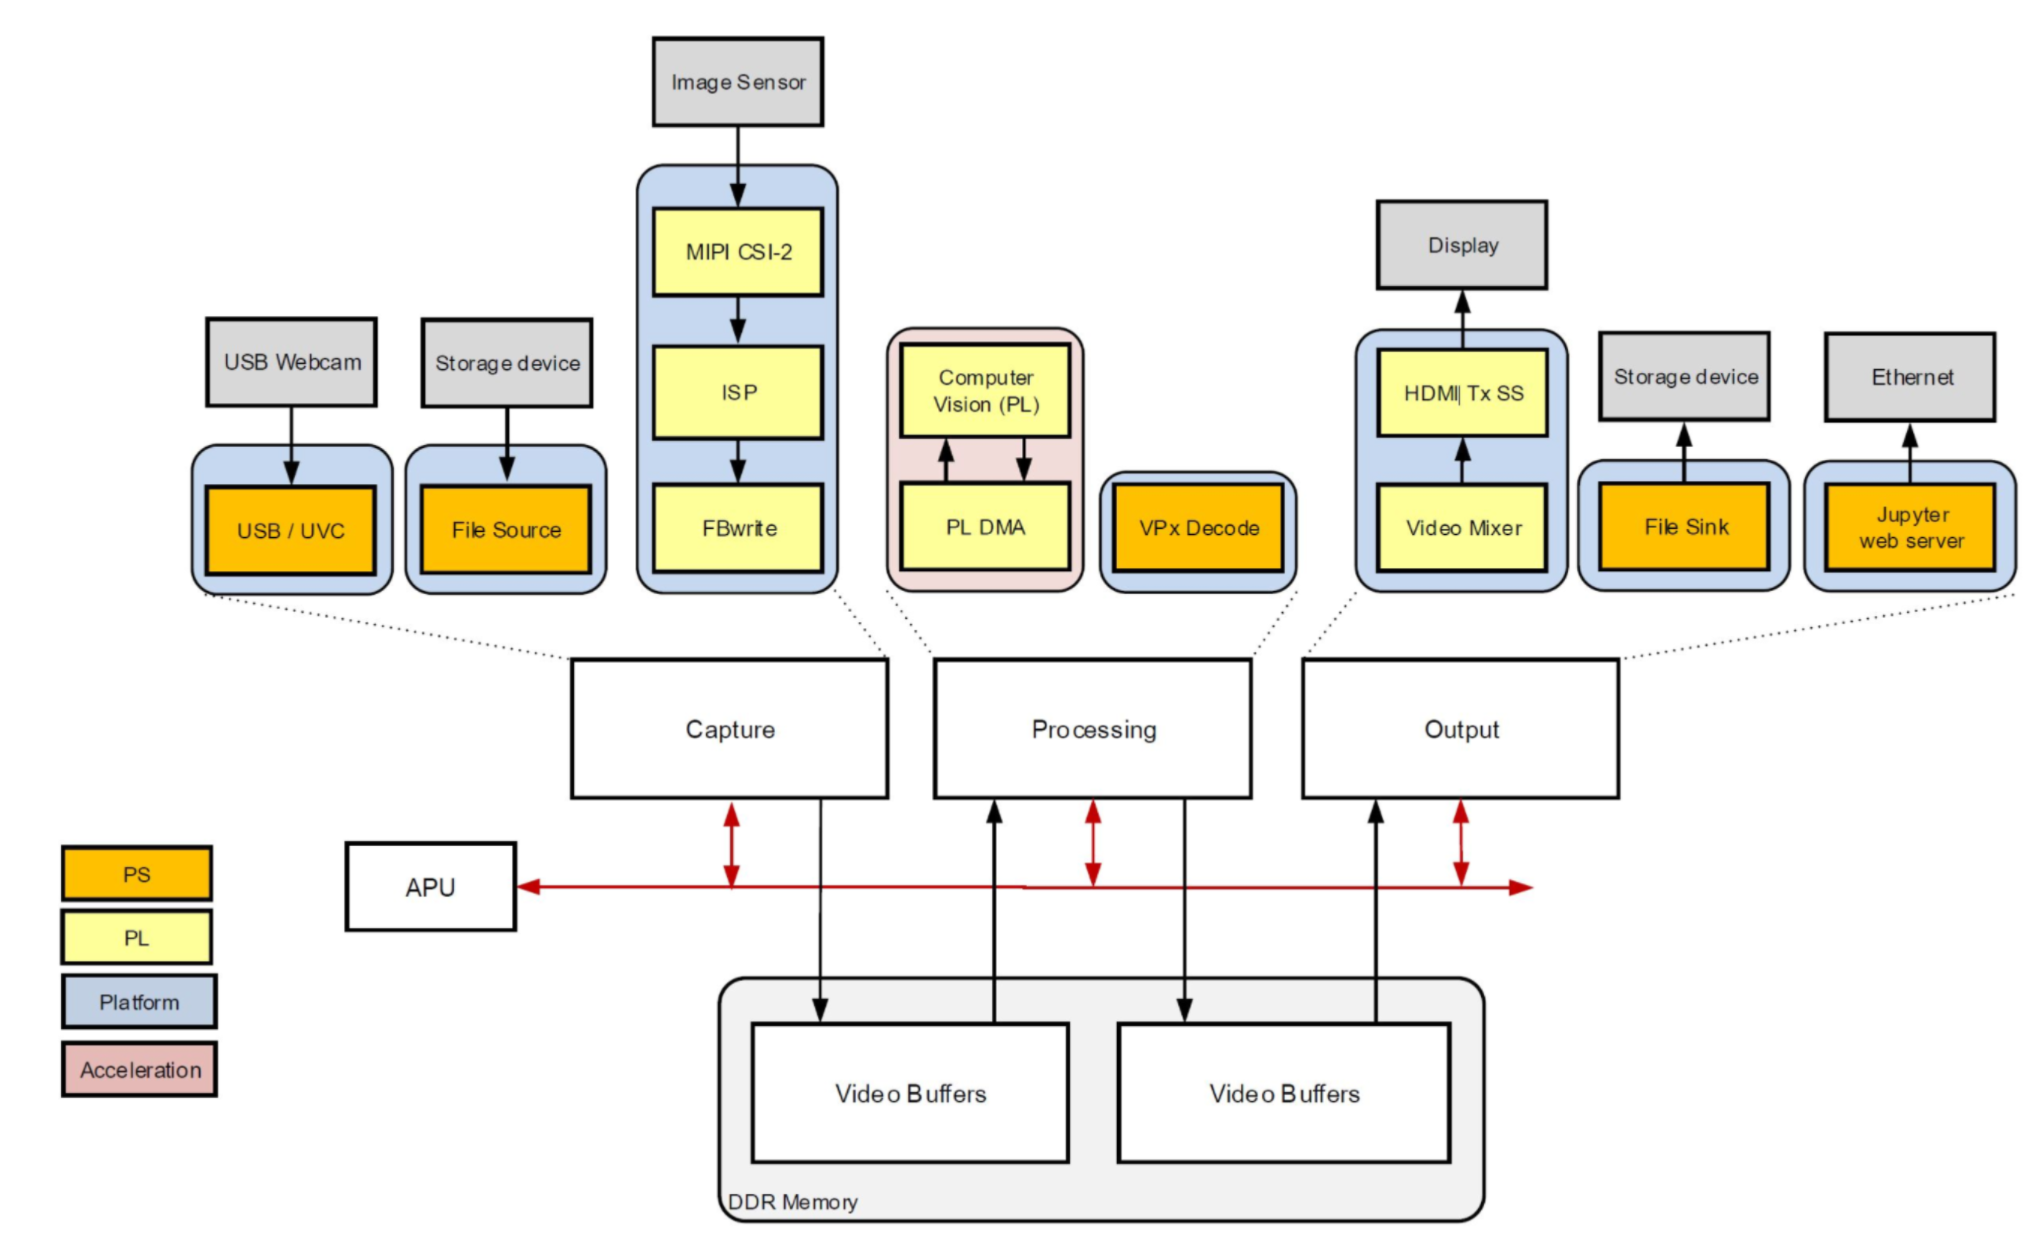 Image Sensor
MIPI CSI-2
ISP
FBwrite
USB Webcam
USB / UVC
Storage device
File Source
Computer
Vision (PL)
PL DMA
VPx Decode
Display
HDMI Tx SS
Video Mixer
Storage device
File Sink
Ethernet
Jupyter
web server
Capture
Processing
Output
APU
PS
PL
Platform
Acceleration
Video Buffers
Video Buffers
DDR Memory